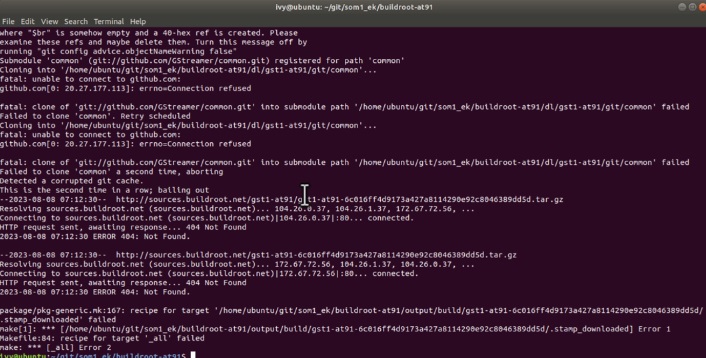 ivy@ubuntu: ~/git/som1_ek/buildroot-at91
File Edit View Search Terminal Help
where "$br" is somehow empty and a 40-hex ref is created. Please
examine these refs and maybe delete them. Turn this message off by
running "git config advice.objectNameWarning false"
Submodule 'common' (git://github.com/GStreamer/common.git) registered for path 'common'
Cloning into '/home/ubuntu/git/som1_ek/buildroot-at91/dl/gst1-at91/git/common'...
fatal: unable to connect to github.com:
github.com[0: 20.27.177.113]: errno=Connection refused
fatal: clone of 'git://github.com/GStreamer/common.git' into submodule path '/home/ubuntu/git/som1_ek/buildroot-at91/dl/gst1-at91/git/common' failed
Failed to clone 'common'. Retry scheduled
Cloning into '/home/ubuntu/git/som1_ek/buildroot-at91/dl/gst1-at91/git/common'...
fatal: unable to connect to github.com:
github.com[0: 20.27.177.113]: errno=Connection refused
fatal: clone of 'git://github.com/GStreamer/common.git' into submodule path '/home/ubuntu/git/som1_ek/buildroot-at91/dl/gst1-at91/git/common' failed
Failed to clone 'common' a second time, aborting
Detected a corrupted git cache.
This is the second time in a row; bailing out
--2023-08-08 07:12:30-- http://sources.buildroot.net/gst1-at91/gst1-at91-6c016ff4d9173a427a8114290e92c8046389dd5d.tar.gz
Resolving sources.buildroot.net (sources.buildroot.net)... 104.26.0.37, 104.26.1.37, 172.67.72.56, ...
Connecting to sources.buildroot.net (sources.buildroot.net)|104.26.0.37|:80... connected.
HTTP request sent, awaiting response... 404 Not Found
2023-08-08 07:12:30 ERROR 404: Not Found.
--2023-08-08 07:12:30-- http://sources.buildroot.net/gst1-at91-6c016ff4d9173a427a8114290e92c8046389dd5d.tar.gz
Resolving sources.buildroot.net (sources.buildroot.net)... 172.67.72.56, 104.26.1.37, 104.26.0.37, ...
Connecting to sources.buildroot.net (sources.buildroot.net)|172.67.72.56|:80... connected.
HTTP request sent, awaiting response... 404 Not Found
2023-08-08 07:12:30 ERROR 404: Not Found.
package/pkg-generic.mk:167: recipe for target '/home/ubuntu/git/som1_ek/buildroot-at91/output/build/gst1-at91-6c016ff4d9173a427a8114290e92c8046389dd5d/
.stamp_downloaded' failed
make[1]: *** [/home/ubuntu/git/som1_ek/buildroot-at91/output/build/gst1-at91-6c016ff4d9173a427a8114290e92c8046389dd5d/.stamp_downloaded] Error 1
Makefile:84: recipe for target '_all' failed
make: *** [_all] Error 2
ivy@ubuntu:~/git/som1_ek/buildroot-at91$